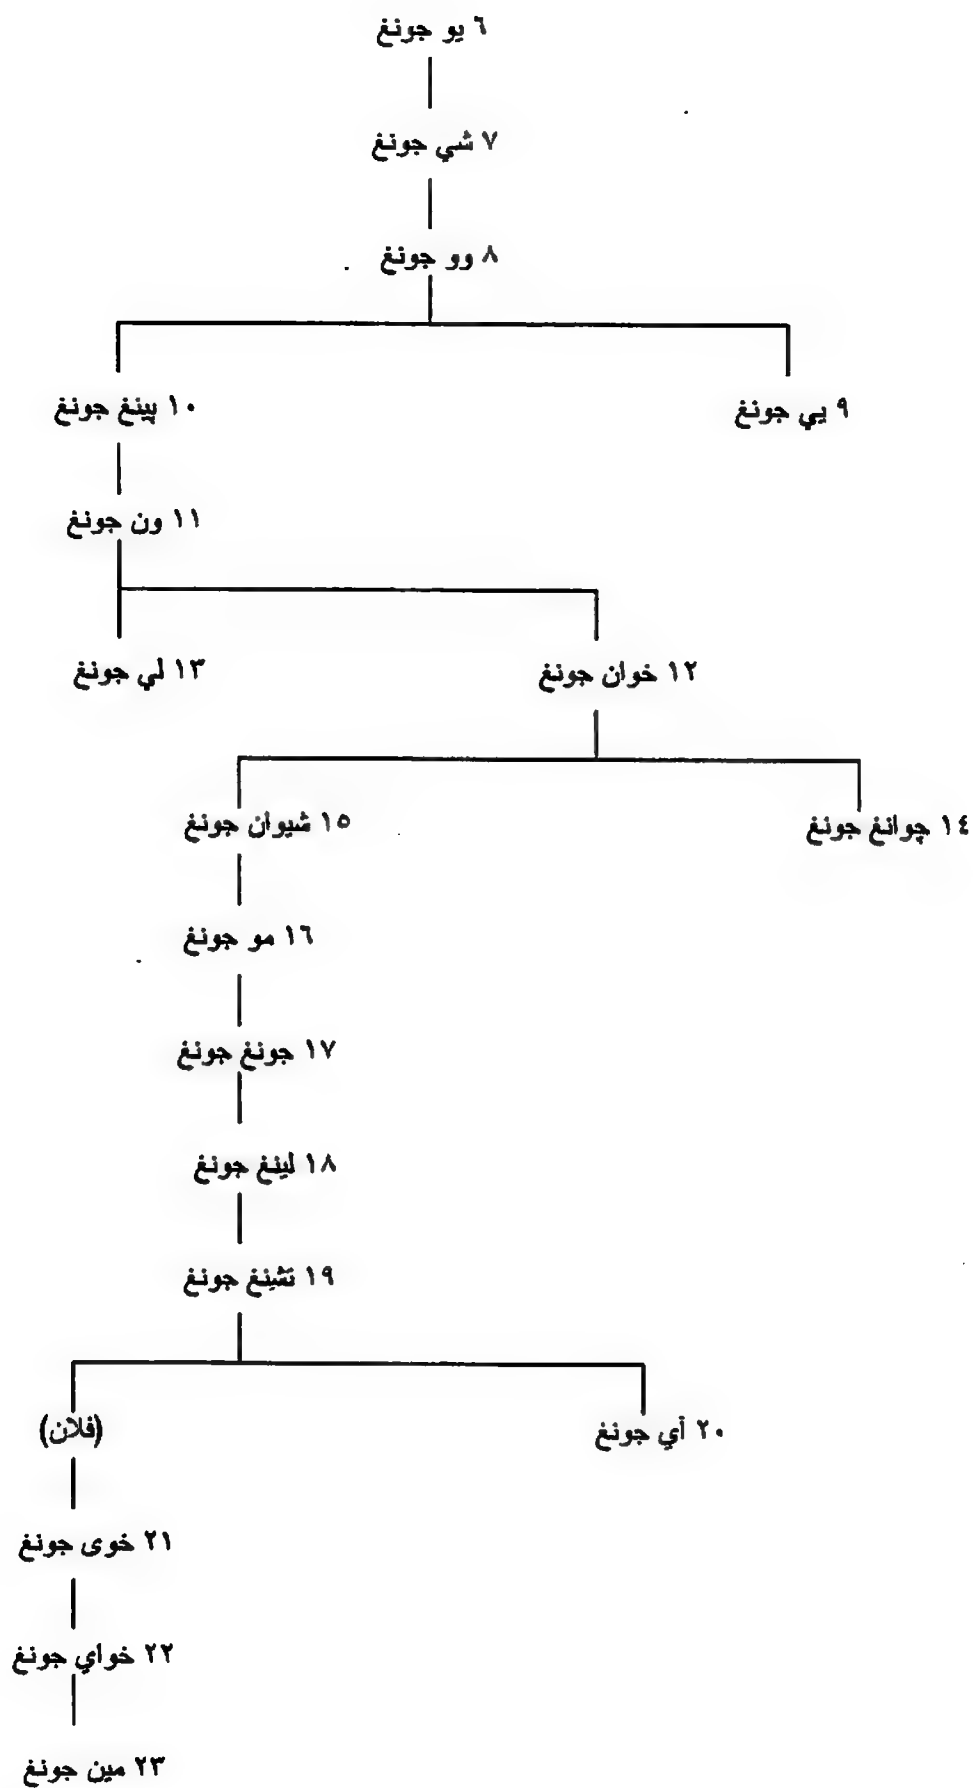 ٦ يو جونغ
٧ شي جونغ
٨ وو جونغ
٩ يي جونغ
١٠ پينغ جونغ
١١ ون جونغ
١٢ خوان جونغ
١٣ لي جونغ
١٤ چوانغ جونغ
١٥ شيوان جونغ
١٦ مو جونغ
١٧ جونغ جونغ
١٨ لينغ جونغ
١٩ تشينغ جونغ
٢٠ أي جونغ
(فلان)
٢١ خوى جونغ
٢٢ خواي جونغ
٢٣ مين جونغ